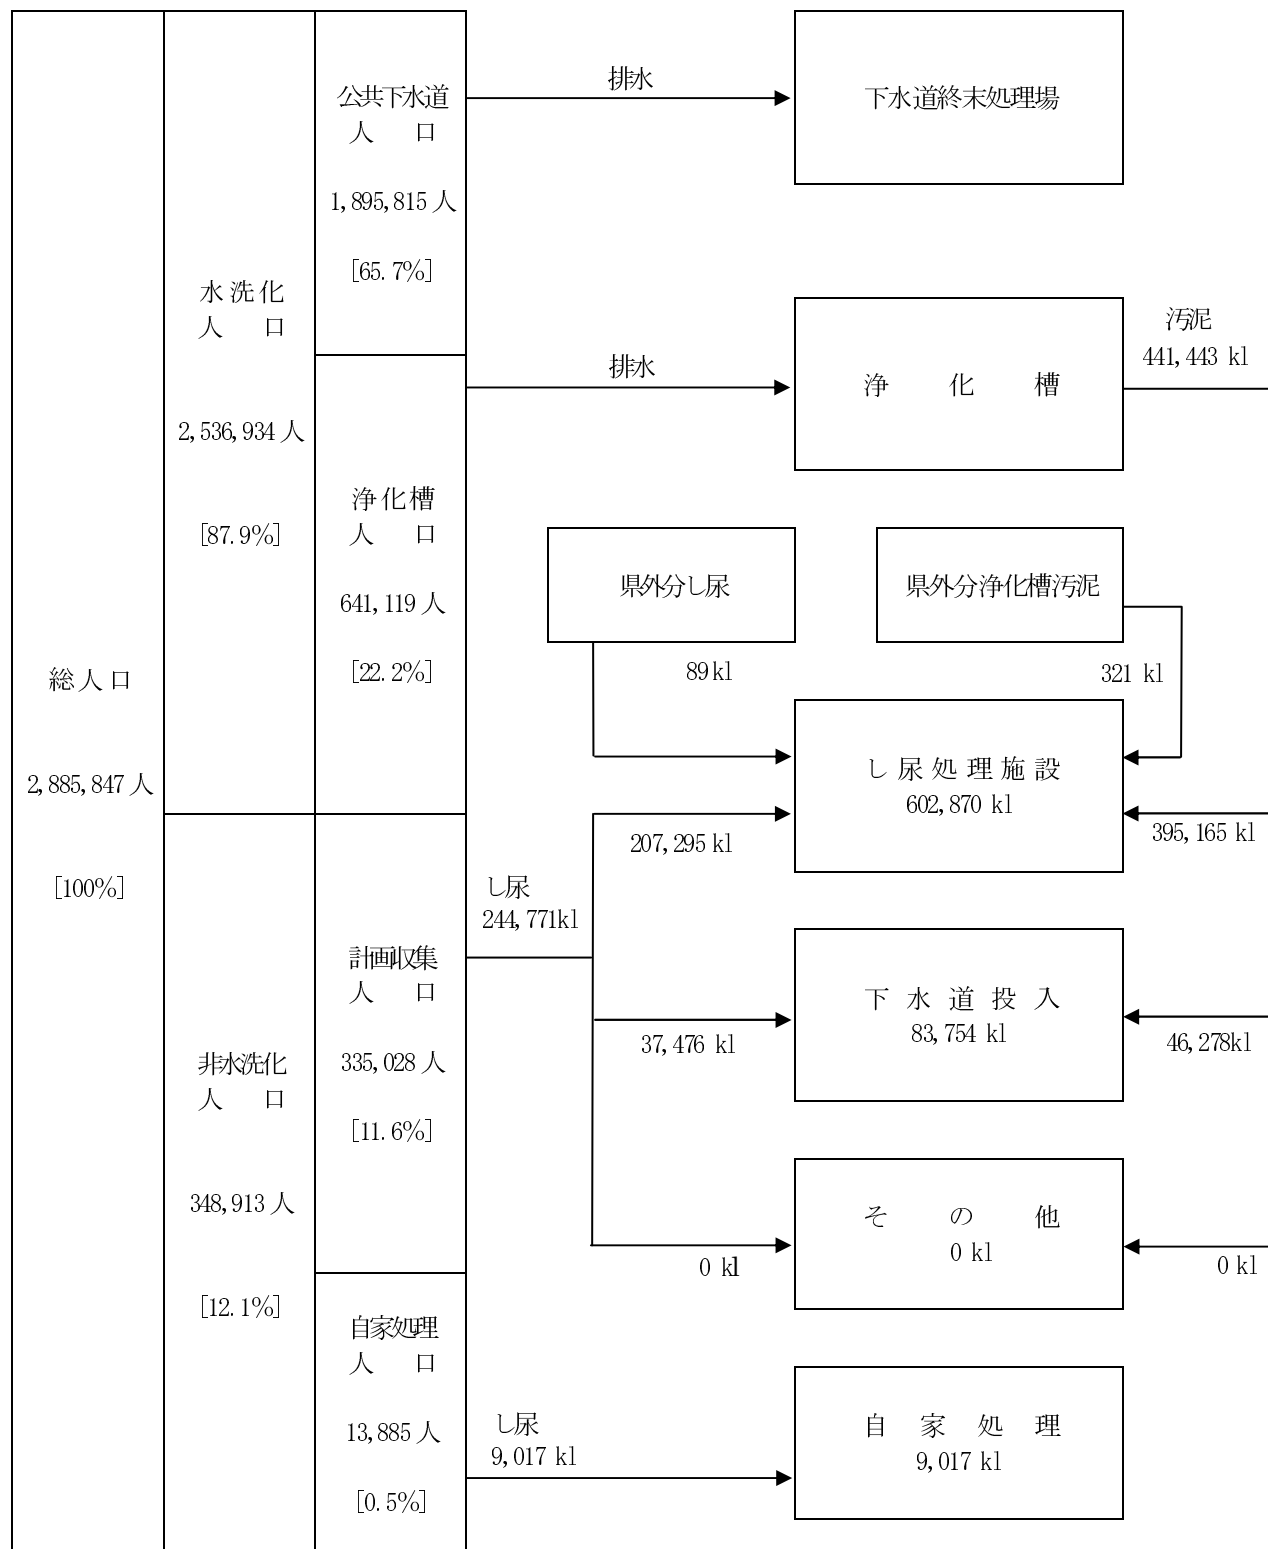 総人口
2,885,847人
[100%]
水洗化
人口
2,536,934人
[87.9%]
非水洗化
人口
348,913人
[12.1%]
公共下水道
人口
1,895,815人
[65.7%]
浄化槽
人口
641,119人
[22.2%]
計画収集
人口
335,028人
[11.6%]
自家処理
人口
13,885人
[0.5%]
排水
下水道終末処理場
排水
浄化槽
汚泥
441,443 kl
県外分し尿
89kl
県外分浄化槽汚泥
321 kl
し尿処理施設
602,870 kl
207,295 kl
395,165 kl
し尿
244,771kl
下水道投入
83,754 kl
37,476 kl
46,278kl
その他
0 kl
0 kl
0 kl
し尿
9,017 kl
自家処理
9,017 kl